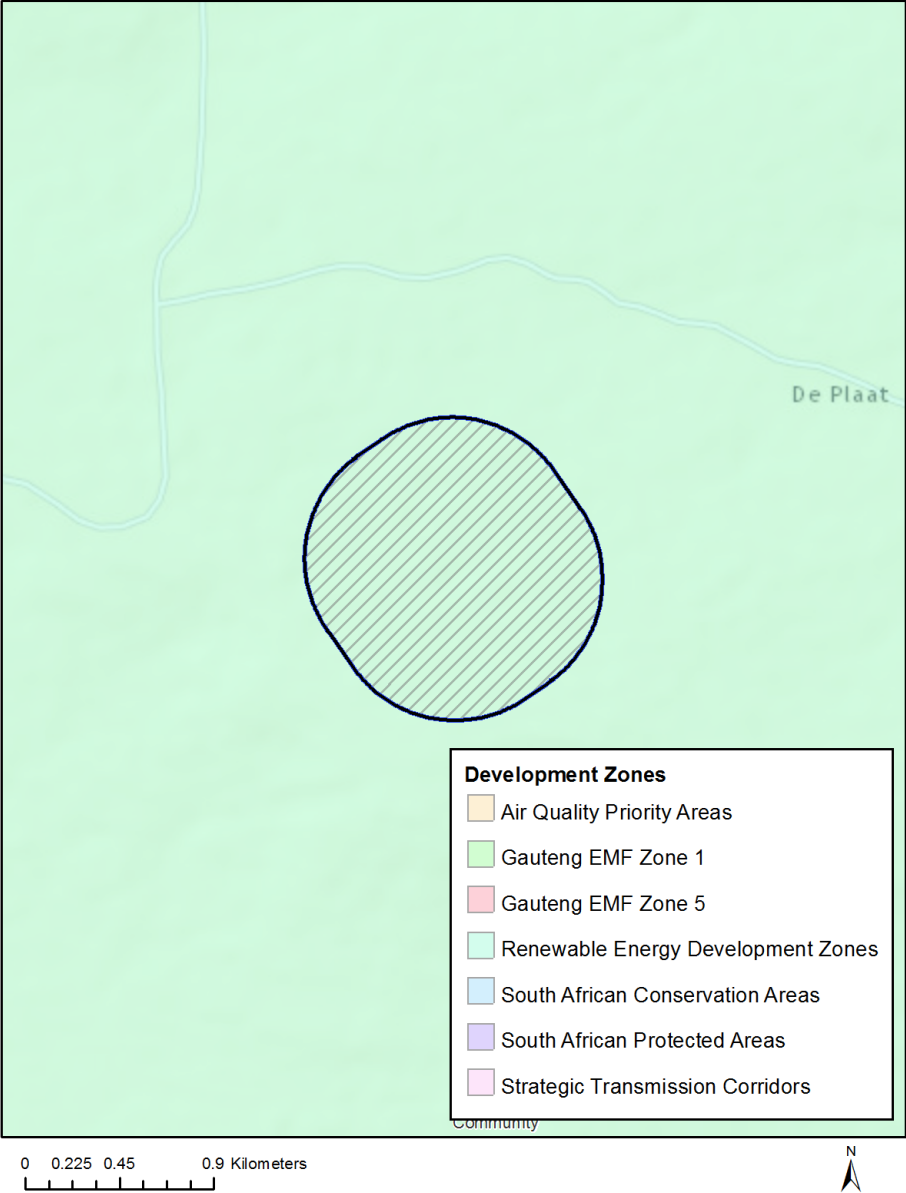 De Plaat
Development Zones
Air Quality Priority Areas
Gauteng EMF Zone 1
Gauteng EMF Zone 5
Renewable Energy Development Zones
South African Conservation Areas
South African Protected Areas
Strategic Transmission Corridors
Community
0 0.225 0.45 0.9 Kilometers
N